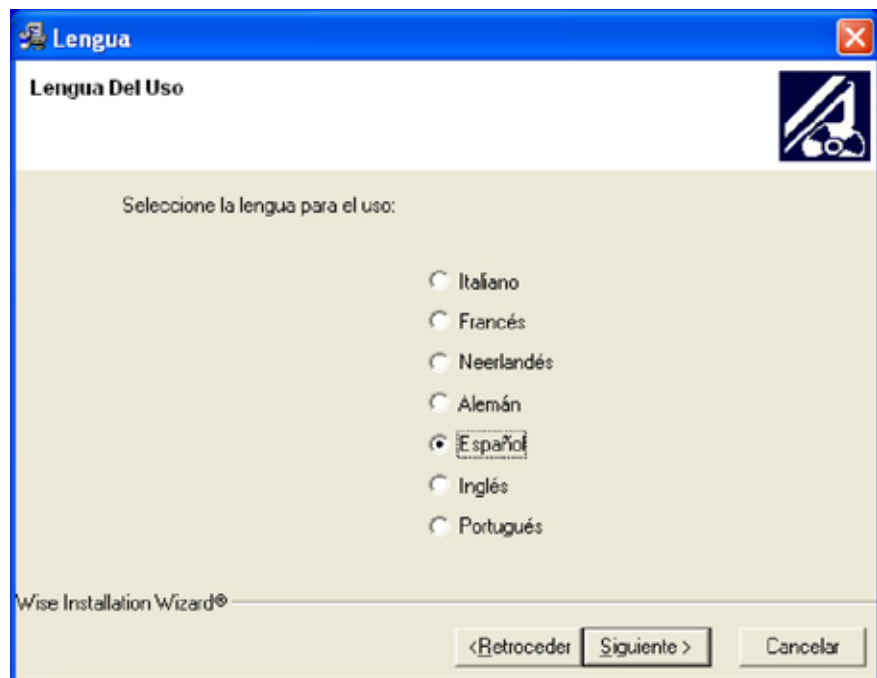 Lengua
Lengua Del Uso
Seleccione la lengua para el uso:
Italiano
Francés
Neerlandés
Alemán
Español
Inglés
Portugués
Wise Installation Wizard®
<Retroceder
Siguiente >
Cancelar